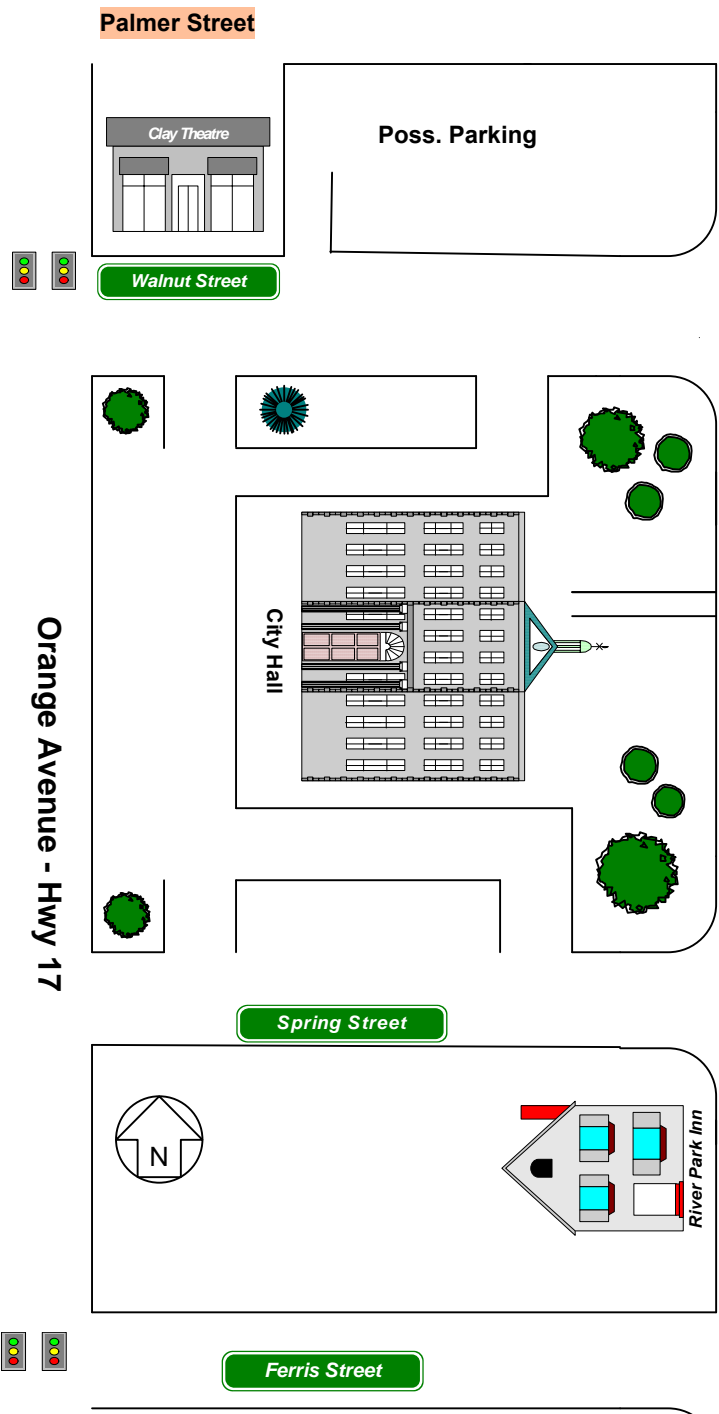 Palmer Street
Clay Theatre
Poss. Parking
Walnut Street
City Hall
Orange Avenue - Hwy 17
Spring Street
N
River Park Inn
Ferris Street